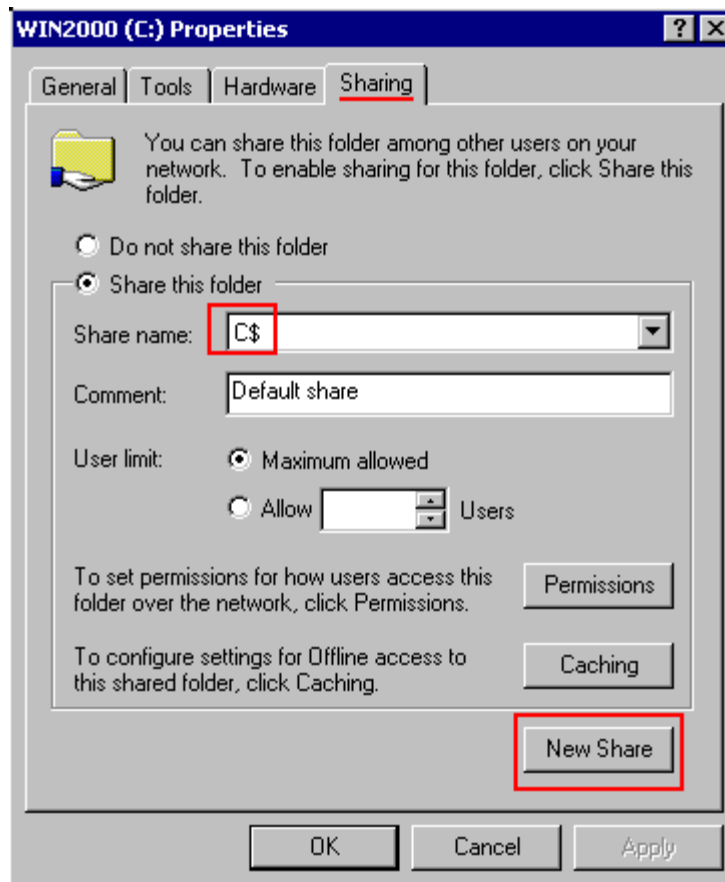 WIN2000 (C:) Properties
General Tools Hardware Sharing
You can share this folder among other users on your
network. To enable sharing for this folder, click Share this
folder.
Do not share this folder
Share this folder
Share name: C$
Comment: Default share
User limit: Maximum allowed
Allow Users
To set permissions for how users access this
folder over the network, click Permissions.
Permissions
To configure settings for Offline access to
this shared folder, click Caching.
Caching
New Share
OK Cancel Apply